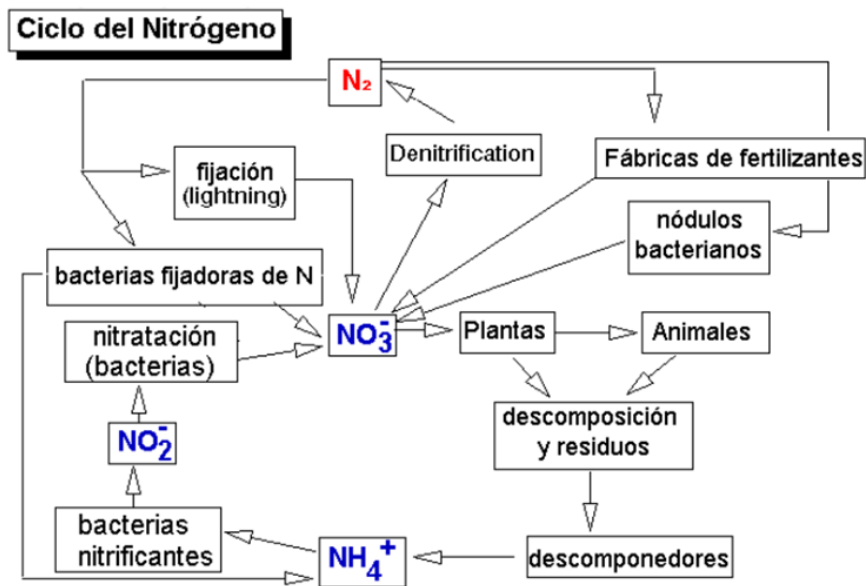 Ciclo del Nitrógeno
N₂
Denitrification
Fábricas de fertilizantes
fijación
(lightning)
nódulos
bacterianos
bacterias fijadoras de N
NO₃⁻
Plantas
Animales
nitratación
(bacterias)
descomposición
y residuos
NO₂⁻
bacterias
nitrificantes
NH₄⁺
descomponedores